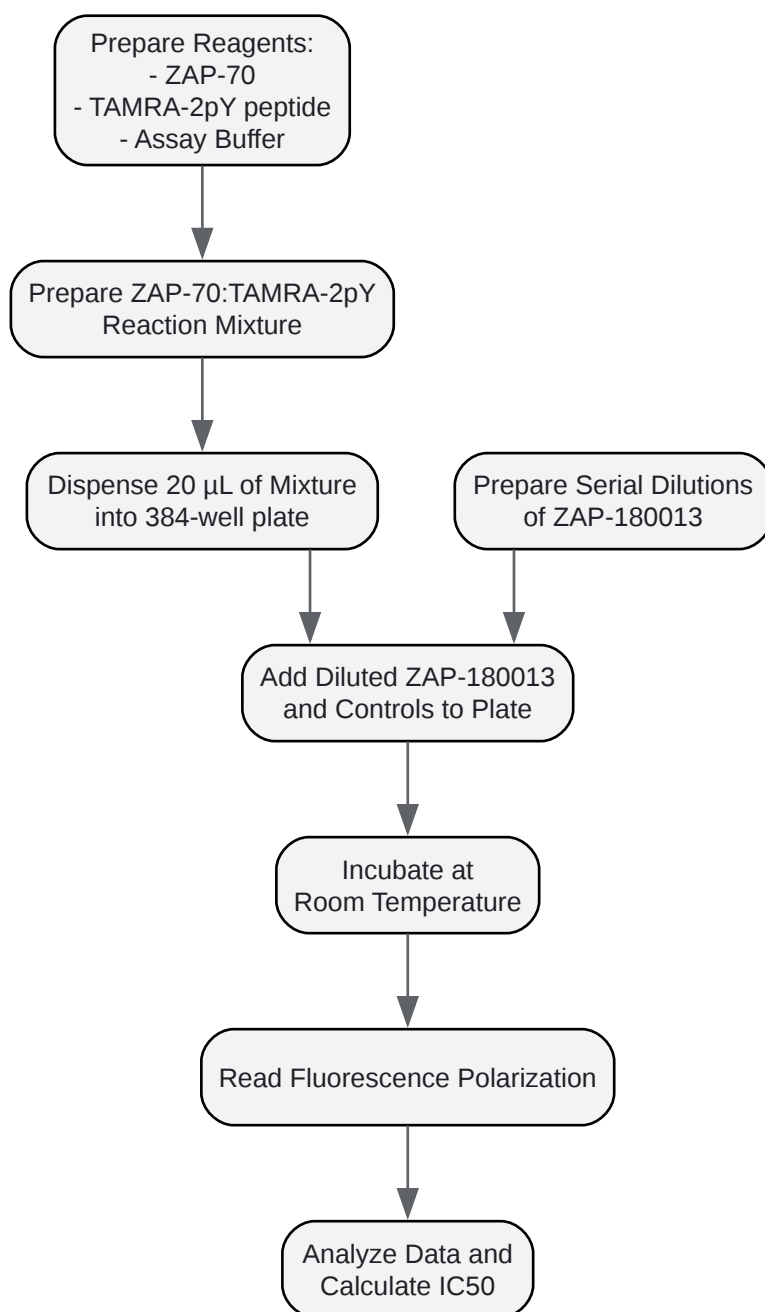 Prepare Reagents:
- ZAP-70
- TAMRA-2pY peptide
- Assay Buffer
Prepare ZAP-70:TAMRA-2pY
Reaction Mixture
Dispense 20 µL of Mixture
into 384-well plate
Prepare Serial Dilutions
of ZAP-180013
Add Diluted ZAP-180013
and Controls to Plate
Incubate at
Room Temperature
Read Fluorescence Polarization
Analyze Data and
Calculate IC50